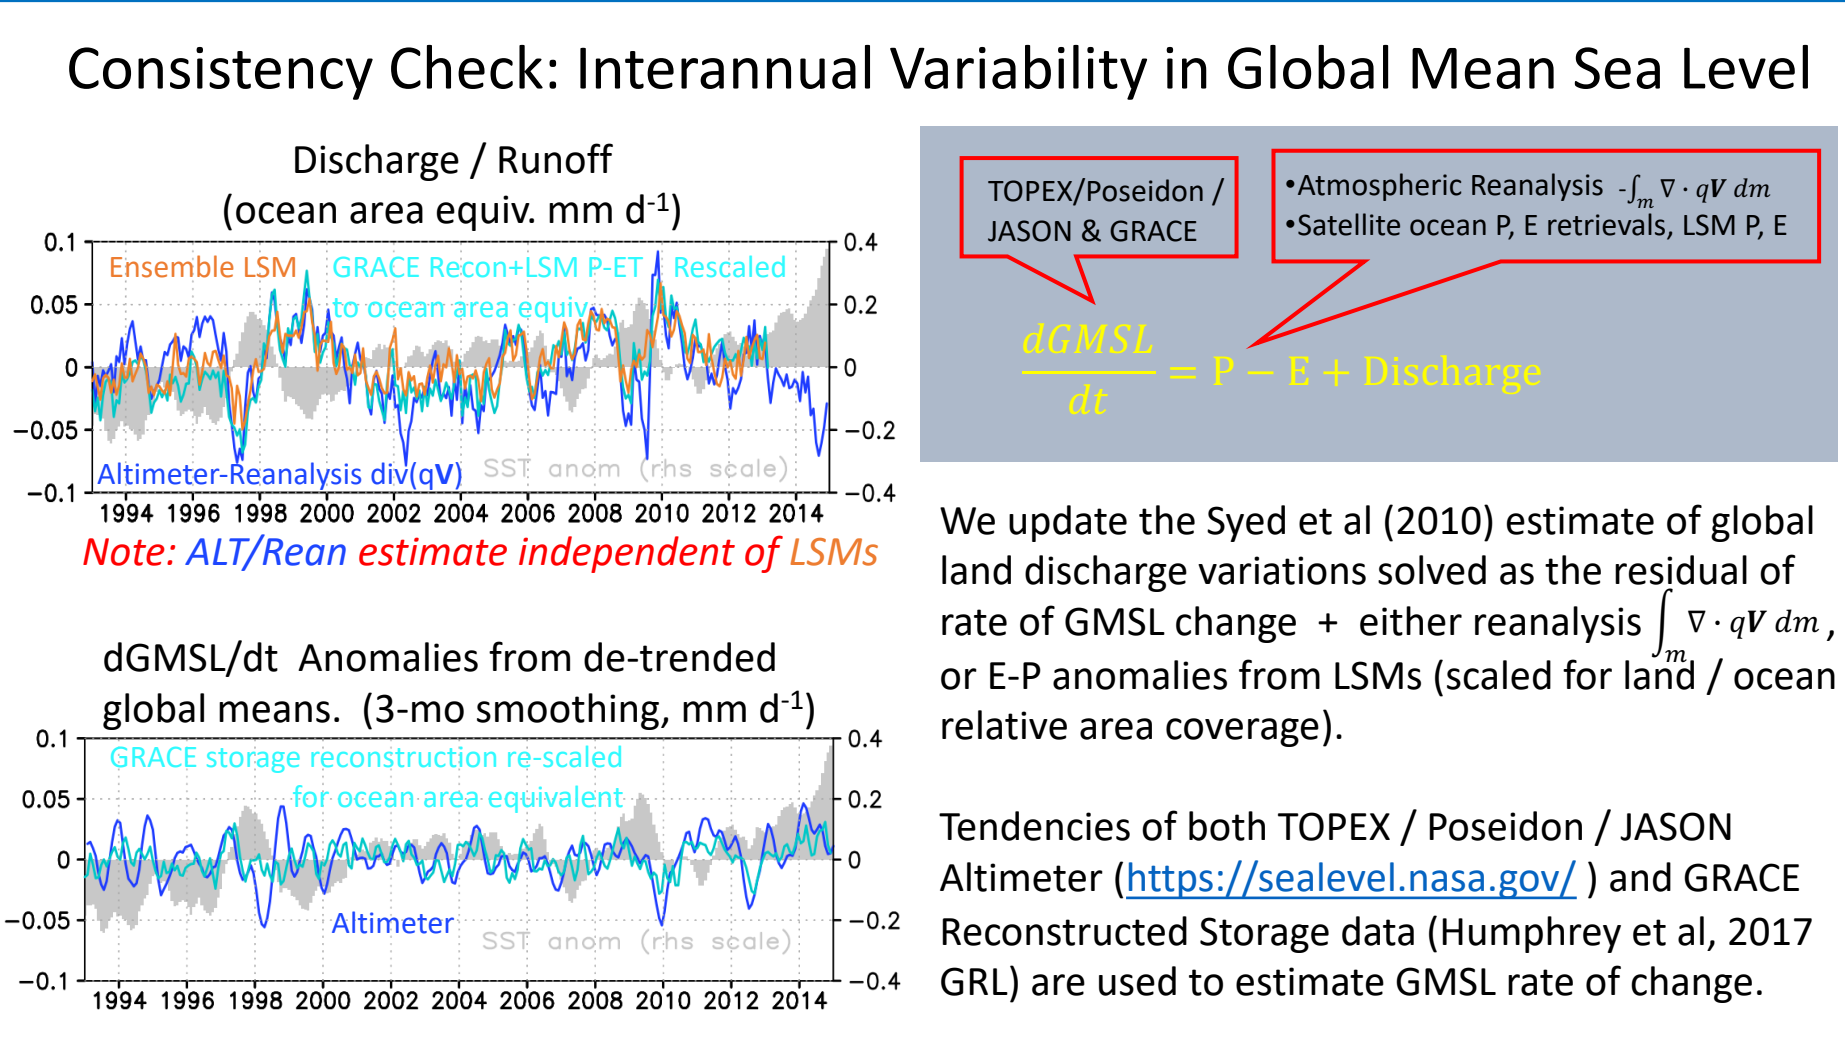 Consistency Check: Interannual Variability in Global Mean Sea Level
Discharge / Runoff
(ocean area equiv. mm d-1)
0.1
0.05
0
−0.05
−0.1
0.4
0.2
0
−0.2
−0.4
Ensemble LSM
GRACE Recon+LSM P-ET Rescaled
to ocean area equiv.
Altimeter-Reanalysis div(qV)
SST anom (rhs scale)
1994 1996 1998 2000 2002 2004 2006 2008 2010 2012 2014
Note: ALT/Rean estimate independent of LSMs
dGMSL/dt Anomalies from de-trended
global means. (3-mo smoothing, mm d-1)
0.1
0.05
0
−0.05
−0.1
0.4
0.2
0
−0.2
−0.4
GRACE storage reconstruction re-scaled
for ocean area equivalent
Altimeter
SST anom (rhs scale)
1994 1996 1998 2000 2002 2004 2006 2008 2010 2012 2014
TOPEX/Poseidon /
JASON & GRACE
•Atmospheric Reanalysis -∫m ∇ · qV dm
•Satellite ocean P, E retrievals, LSM P, E
dGMSL/dt = P − E + Discharge
We update the Syed et al (2010) estimate of global
land discharge variations solved as the residual of
rate of GMSL change + either reanalysis ∫m ∇ · qV dm,
or E-P anomalies from LSMs (scaled for land / ocean
relative area coverage).
Tendencies of both TOPEX / Poseidon / JASON
Altimeter (https://sealevel.nasa.gov/ ) and GRACE
Reconstructed Storage data (Humphrey et al, 2017
GRL) are used to estimate GMSL rate of change.